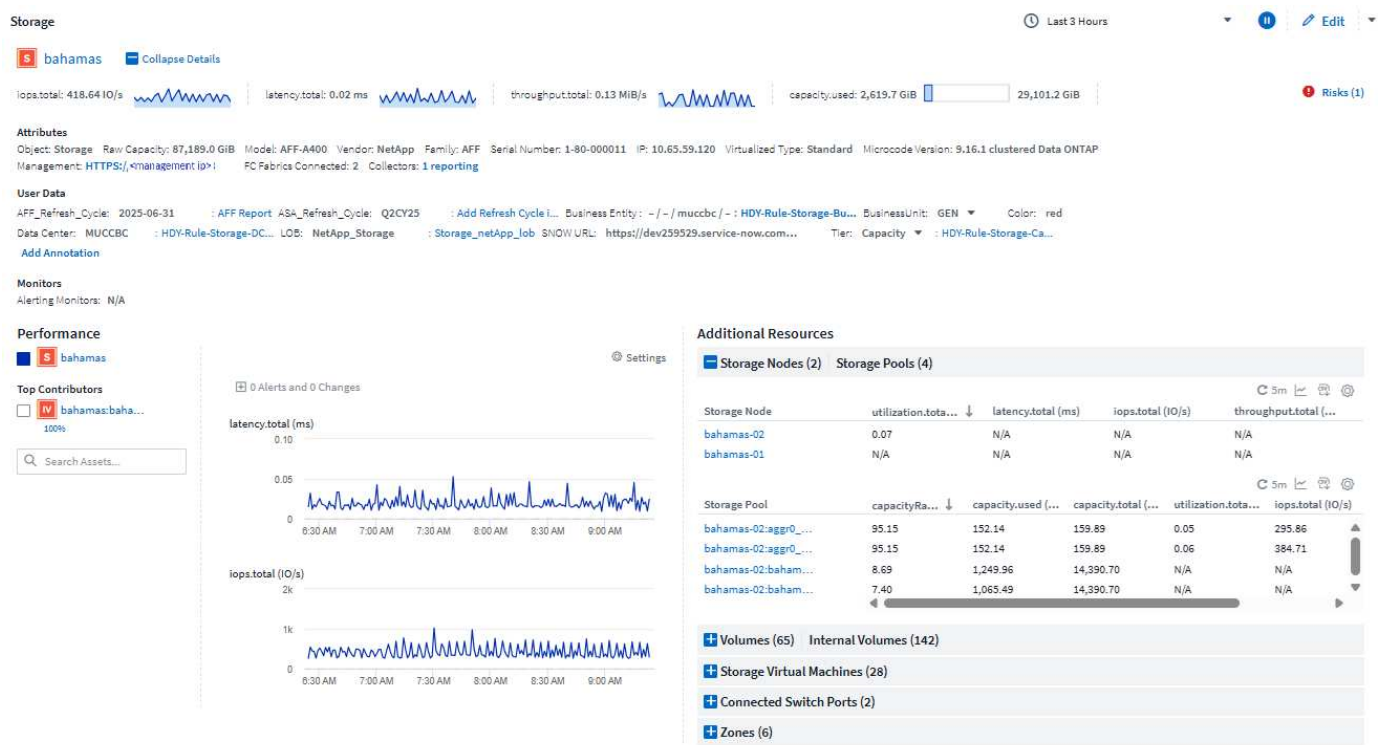 Storage
Last 3 Hours
Edit
S bahamas Collapse Details
iops.total: 418.64 IO/s latency.total: 0.02 ms throughput.total: 0.13 MiB/s capacity.used: 2,619.7 GiB 29,101.2 GiB Risks (1)
Attributes
Object: Storage Raw Capacity: 87,189.0 GiB Model: AFF-A400 Vendor: NetApp Family: AFF Serial Number: 1-80-000011 IP: 10.65.59.120 Virtualized Type: Standard Microcode Version: 9.16.1 clustered Data ONTAP
Management: HTTPS:/,<management ip>: FC Fabrics Connected: 2 Collectors: 1 reporting
User Data
AFF_Refresh_Cycle: 2025-06-31 : AFF Report ASA_Refresh_Cycle: Q2CY25 : Add Refresh Cycle i... Business Entity: - / - / muccbc / - : HDY-Rule-Storage-Bu... BusinessUnit: GEN Color: red
Data Center: MUCCBC : HDY-Rule-Storage-DC... LOB: NetApp_Storage : Storage_netApp_lob SNOW URL: https://dev259529.service-now.com... Tier: Capacity : HDY-Rule-Storage-Ca...
Add Annotation
Monitors
Alerting Monitors: N/A
Performance
S bahamas
Top Contributors
IV bahamas:baha...
100%
Search Assets...
Settings
0 Alerts and 0 Changes
latency.total (ms)
0.10
0.05
0
6:30 AM 7:00 AM 7:30 AM 8:00 AM 8:30 AM 9:00 AM
iops.total (IO/s)
2k
1k
0
6:30 AM 7:00 AM 7:30 AM 8:00 AM 8:30 AM 9:00 AM
Additional Resources
Storage Nodes (2) Storage Pools (4)
5m
Storage Node utilization.tota... latency.total (ms) iops.total (IO/s) throughput.total (...
bahamas-02 0.07 N/A N/A N/A
bahamas-01 N/A N/A N/A N/A
5m
Storage Pool capacityRa... capacity.used (... capacity.total (... utilization.tota... iops.total (IO/s)
bahamas-02:aggr0_... 95.15 152.14 159.89 0.05 295.86
bahamas-02:aggr0_... 95.15 152.14 159.89 0.06 384.71
bahamas-02:baham... 8.69 1,249.96 14,390.70 N/A N/A
bahamas-02:baham... 7.40 1,065.49 14,390.70 N/A N/A
Volumes (65) Internal Volumes (142)
Storage Virtual Machines (28)
Connected Switch Ports (2)
Zones (6)